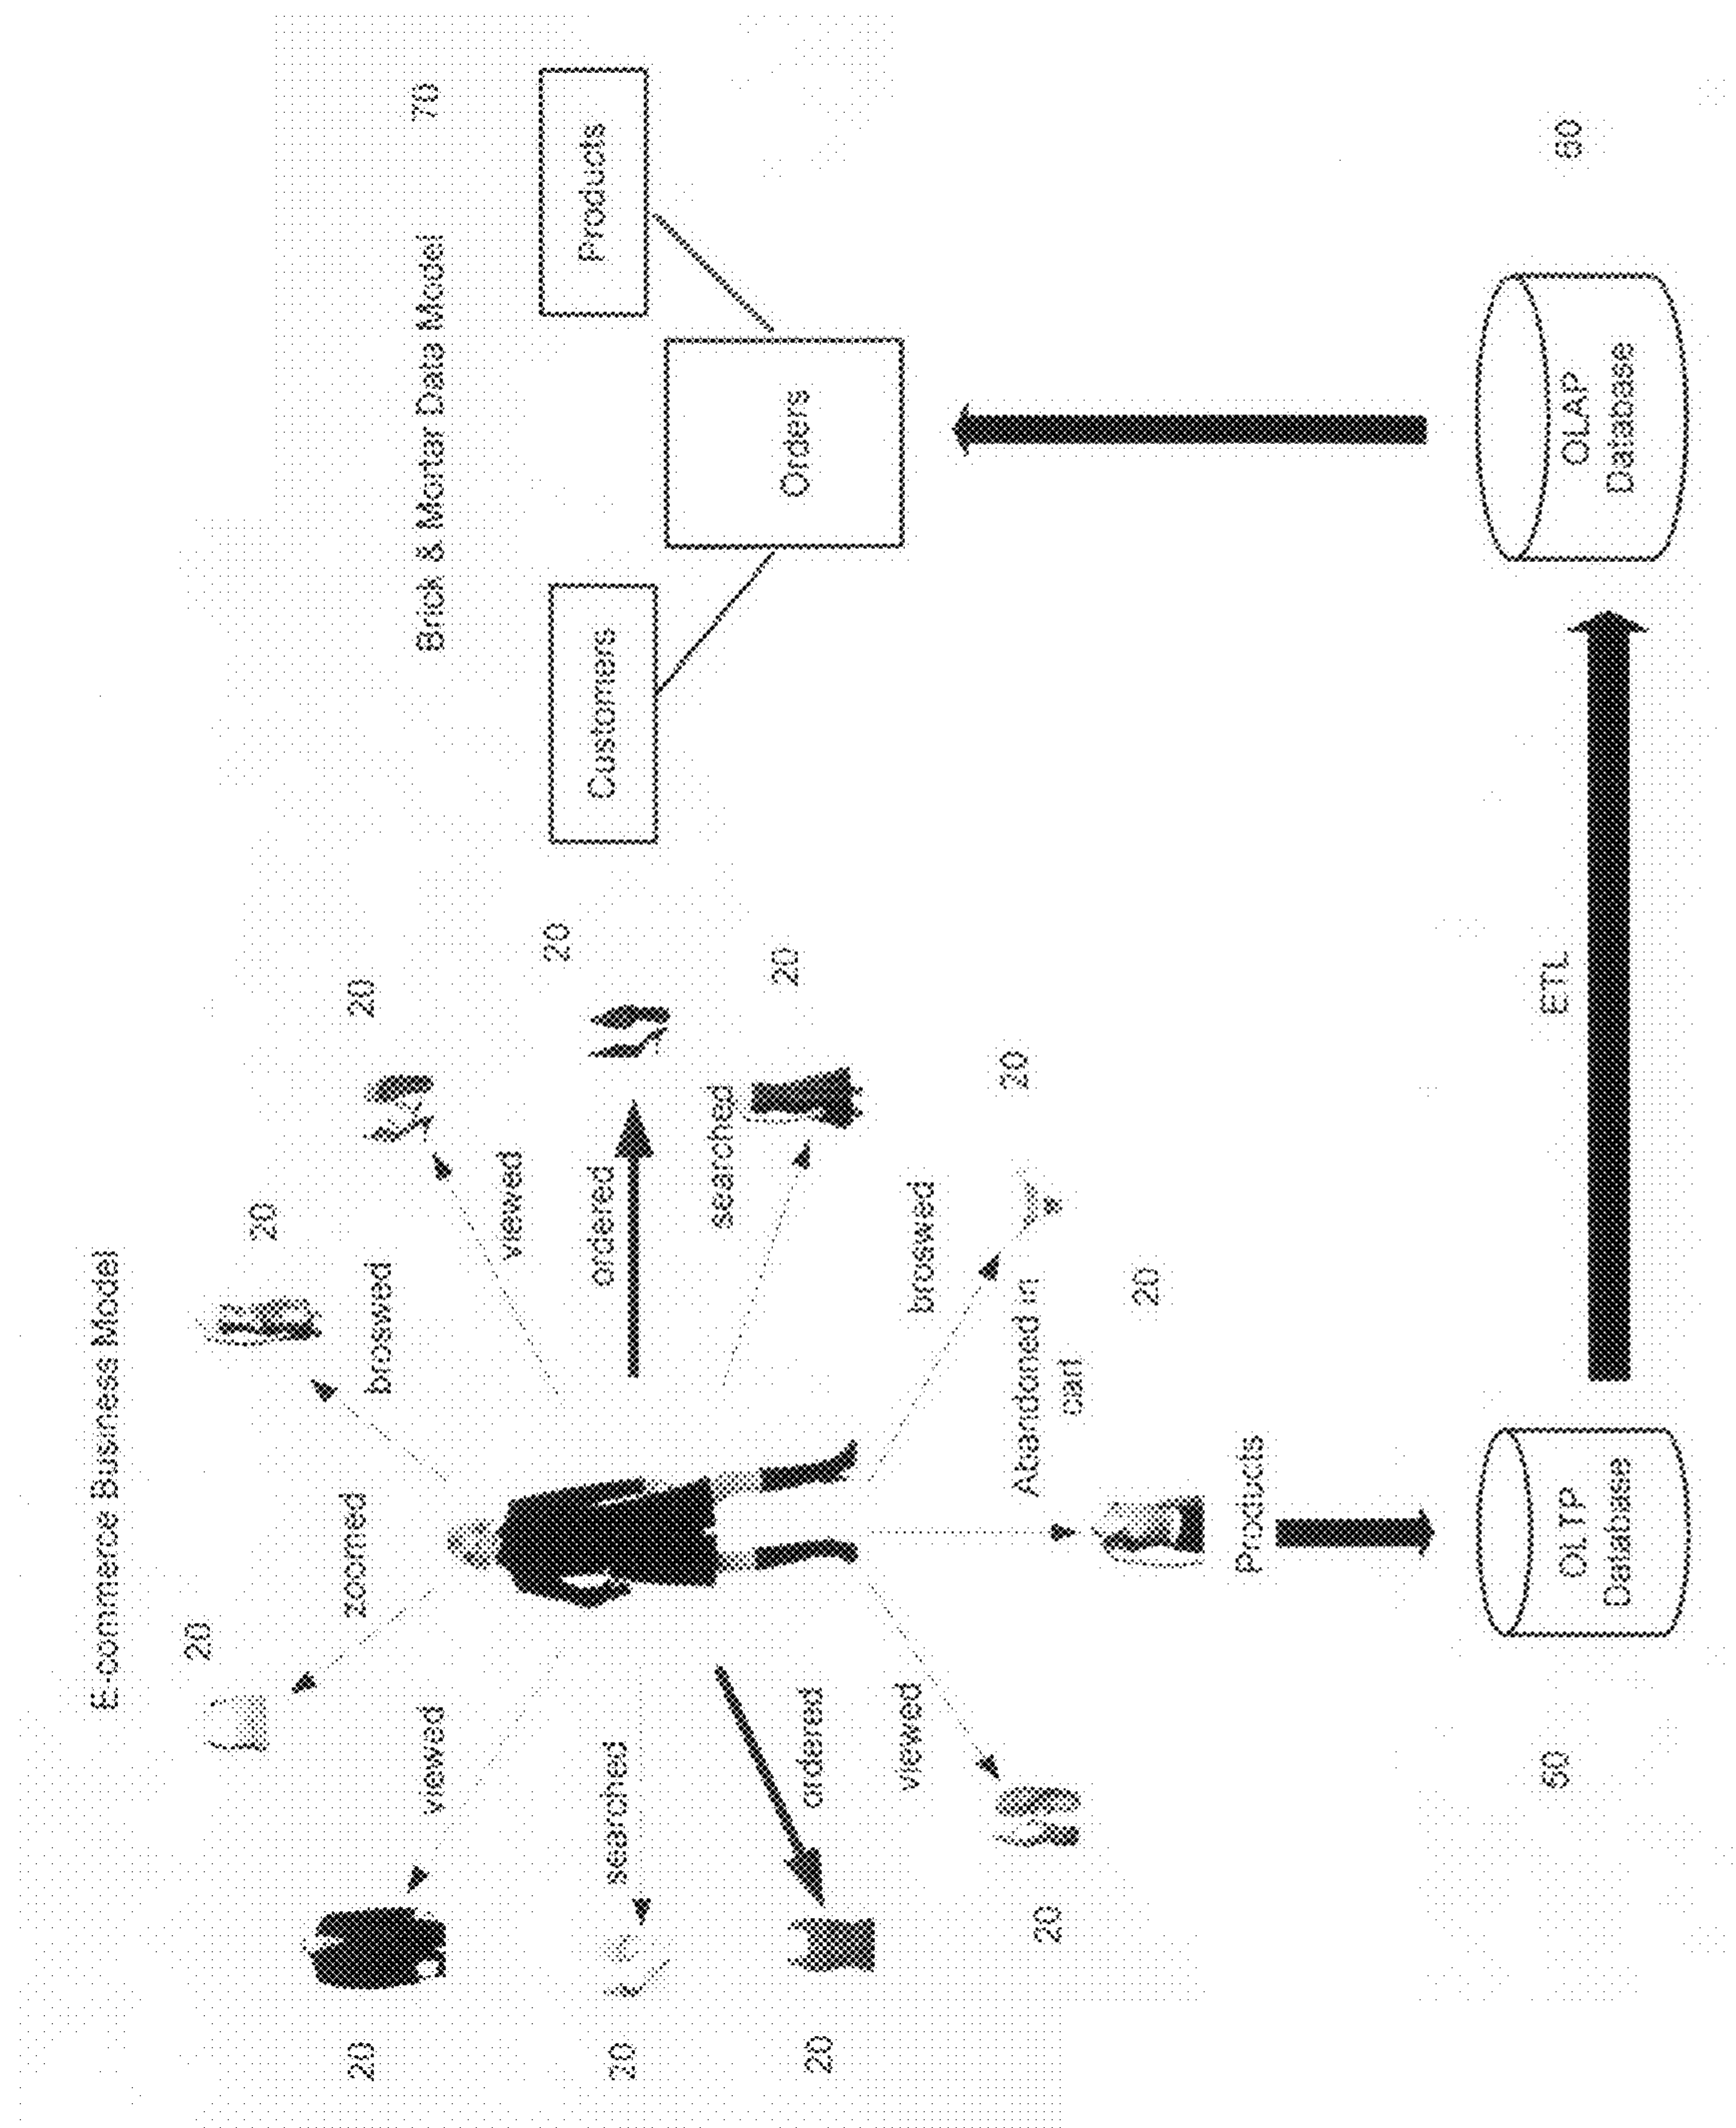 E-commerce Business Model
20
20
20
zoomed
broswed
20
viewed
Brick & Mortar Data Model
70
viewed
20
20
searched
ordered
Customers
Products
searched
20
Orders
20
ordered
viewed
broswed
20
20
Abandoned in
cart
20
Products
50
ETL
60
OLTP
Database
OLAP
Database